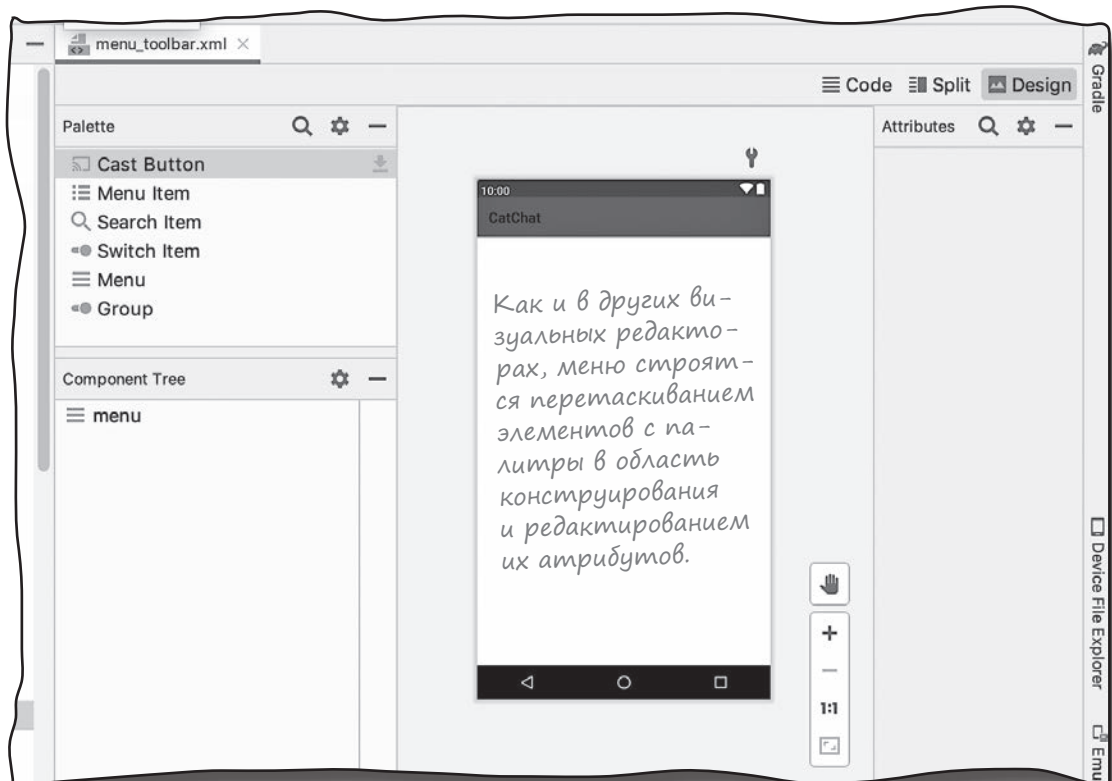 menu_toolbar.xml
Code Split Design
Palette
Cast Button
Menu Item
Search Item
Switch Item
Menu
Group
Component Tree
menu
10:00
CatChat
Как и в других ви-
зуальных редакто-
рах, меню строят-
ся перетаскиванием
элементов с па-
литры в область
конструирования
и редактированием
их атрибутов.
1:1
Attributes
Gradle
Device File Explorer
Emu